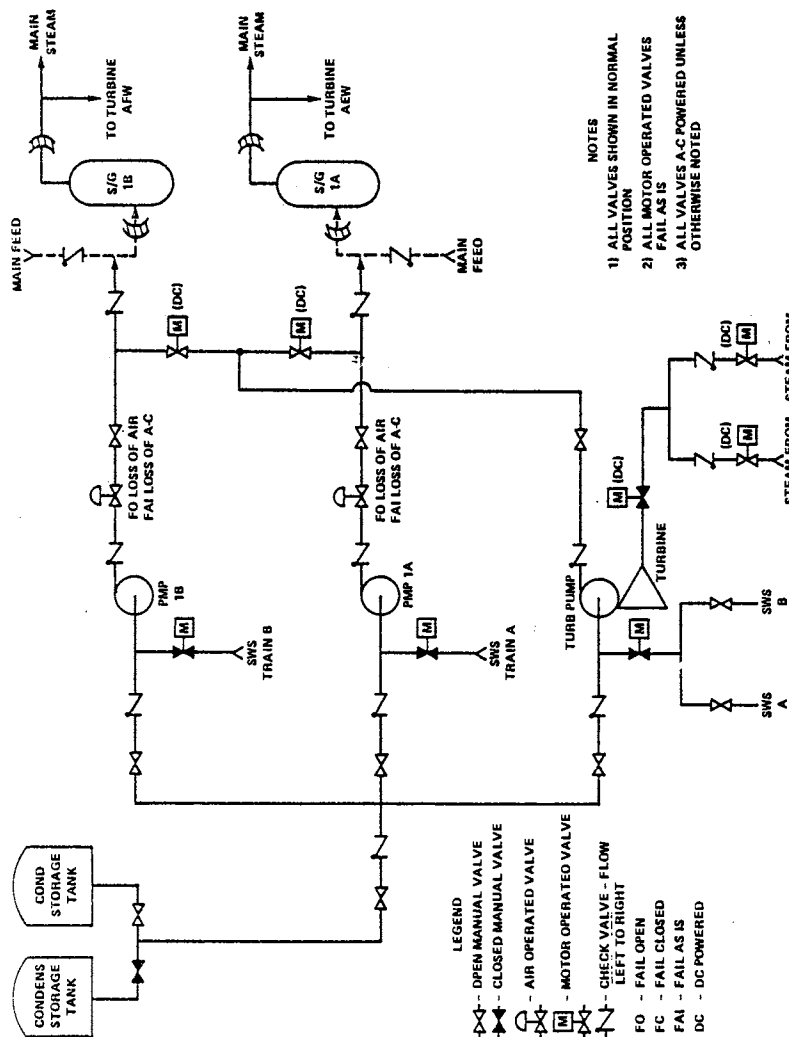 CONDENS
STORAGE
TANK
COND
STORAGE
TANK
MAIN FEED
MAIN
STEAM
TO TURBINE
AFW
S/G
1B
M (DC)
FO LOSS OF AIR
FAI LOSS OF A-C
PMP
1B
M
SWS
TRAIN B
MAIN
STEAM
TO TURBINE
AEW
S/G
1A
MAIN
FEED
M (DC)
FO LOSS OF AIR
FAI LOSS OF A-C
PMP 1A
M
SWS
TRAIN A
TURB PUMP
TURBINE
M (DC)
M
(DC)
M
(DC)
M
SWS
A
SWS
B
STEAM FROM
STEAM FROM
NOTES
1) ALL VALVES SHOWN IN NORMAL
POSITION
2) ALL MOTOR OPERATED VALVES
FAIL AS IS
3) ALL VALVES A-C POWERED UNLESS
OTHERWISE NOTED
LEGEND
- OPEN MANUAL VALVE
- CLOSED MANUAL VALVE
- AIR OPERATED VALVE
M - MOTOR OPERATED VALVE
- CHECK VALVE - FLOW
LEFT TO RIGHT
FO - FAIL OPEN
FC - FAIL CLOSED
FAI - FAIL AS IS
DC - DC POWERED